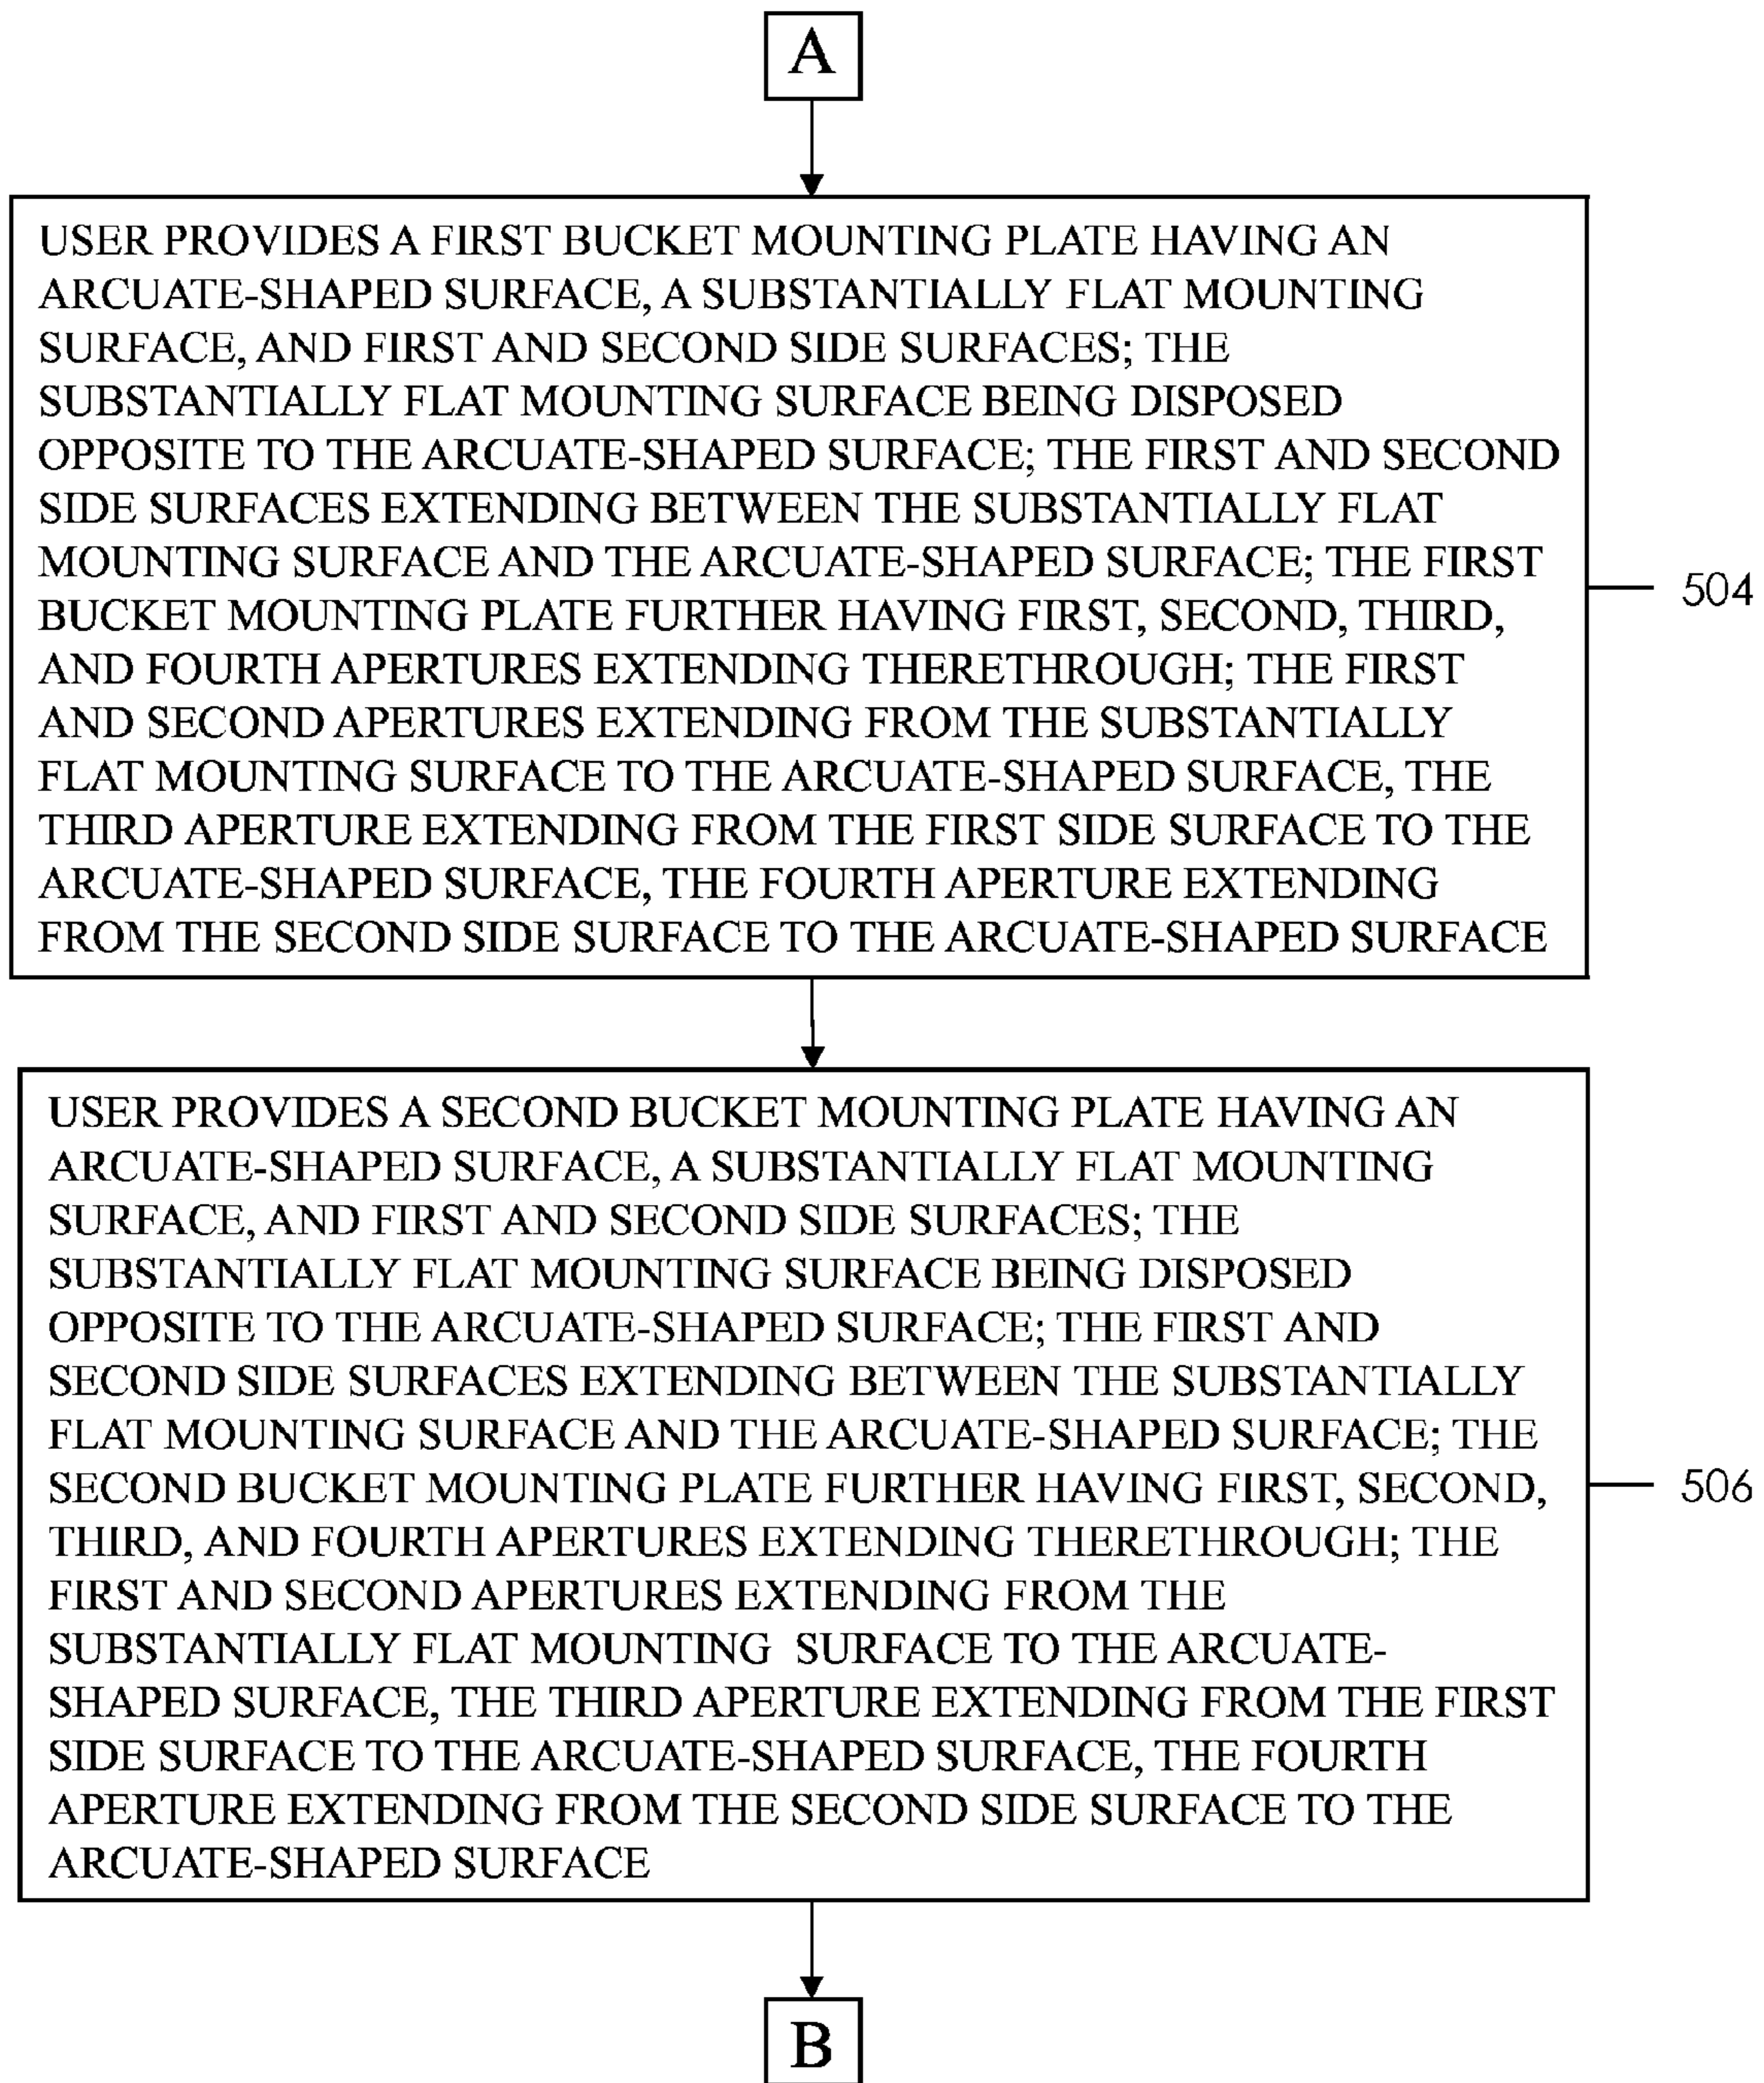 A
USER PROVIDES A FIRST BUCKET MOUNTING PLATE HAVING AN
ARCUATE-SHAPED SURFACE, A SUBSTANTIALLY FLAT MOUNTING
SURFACE, AND FIRST AND SECOND SIDE SURFACES; THE
SUBSTANTIALLY FLAT MOUNTING SURFACE BEING DISPOSED
OPPOSITE TO THE ARCUATE-SHAPED SURFACE; THE FIRST AND SECOND
SIDE SURFACES EXTENDING BETWEEN THE SUBSTANTIALLY FLAT
MOUNTING SURFACE AND THE ARCUATE-SHAPED SURFACE; THE FIRST
BUCKET MOUNTING PLATE FURTHER HAVING FIRST, SECOND, THIRD,
AND FOURTH APERTURES EXTENDING THERETHROUGH; THE FIRST
AND SECOND APERTURES EXTENDING FROM THE SUBSTANTIALLY
FLAT MOUNTING SURFACE TO THE ARCUATE-SHAPED SURFACE, THE
THIRD APERTURE EXTENDING FROM THE FIRST SIDE SURFACE TO THE
ARCUATE-SHAPED SURFACE, THE FOURTH APERTURE EXTENDING
FROM THE SECOND SIDE SURFACE TO THE ARCUATE-SHAPED SURFACE
504
USER PROVIDES A SECOND BUCKET MOUNTING PLATE HAVING AN
ARCUATE-SHAPED SURFACE, A SUBSTANTIALLY FLAT MOUNTING
SURFACE, AND FIRST AND SECOND SIDE SURFACES; THE
SUBSTANTIALLY FLAT MOUNTING SURFACE BEING DISPOSED
OPPOSITE TO THE ARCUATE-SHAPED SURFACE; THE FIRST AND
SECOND SIDE SURFACES EXTENDING BETWEEN THE SUBSTANTIALLY
FLAT MOUNTING SURFACE AND THE ARCUATE-SHAPED SURFACE; THE
SECOND BUCKET MOUNTING PLATE FURTHER HAVING FIRST, SECOND,
THIRD, AND FOURTH APERTURES EXTENDING THERETHROUGH; THE
FIRST AND SECOND APERTURES EXTENDING FROM THE
SUBSTANTIALLY FLAT MOUNTING SURFACE TO THE ARCUATE-
SHAPED SURFACE, THE THIRD APERTURE EXTENDING FROM THE FIRST
SIDE SURFACE TO THE ARCUATE-SHAPED SURFACE, THE FOURTH
APERTURE EXTENDING FROM THE SECOND SIDE SURFACE TO THE
ARCUATE-SHAPED SURFACE
506
B